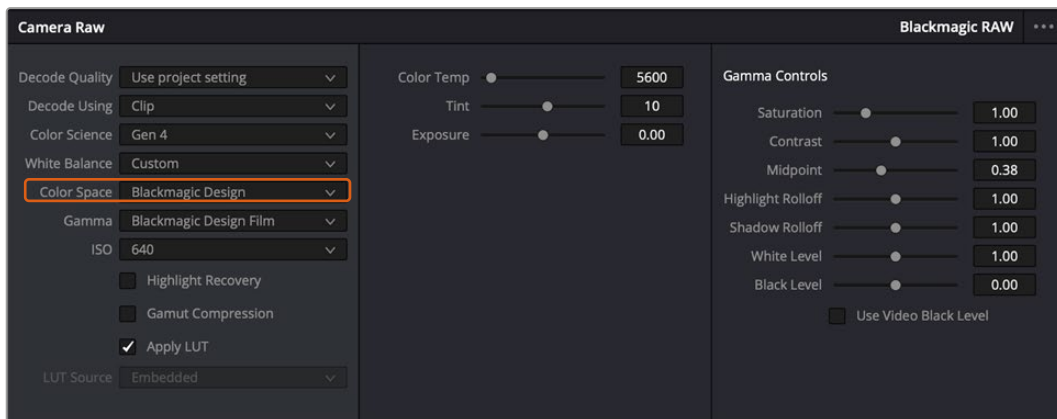 Camera Raw
Blackmagic RAW
Decode Quality Use project setting
Decode Using Clip
Color Science Gen 4
White Balance Custom
Color Space Blackmagic Design
Gamma Blackmagic Design Film
ISO 640
Highlight Recovery
Gamut Compression
Apply LUT
LUT Source Embedded
Color Temp 5600
Tint 10
Exposure 0.00
Gamma Controls
Saturation 1.00
Contrast 1.00
Midpoint 0.38
Highlight Rolloff 1.00
Shadow Rolloff 1.00
White Level 1.00
Black Level 0.00
Use Video Black Level